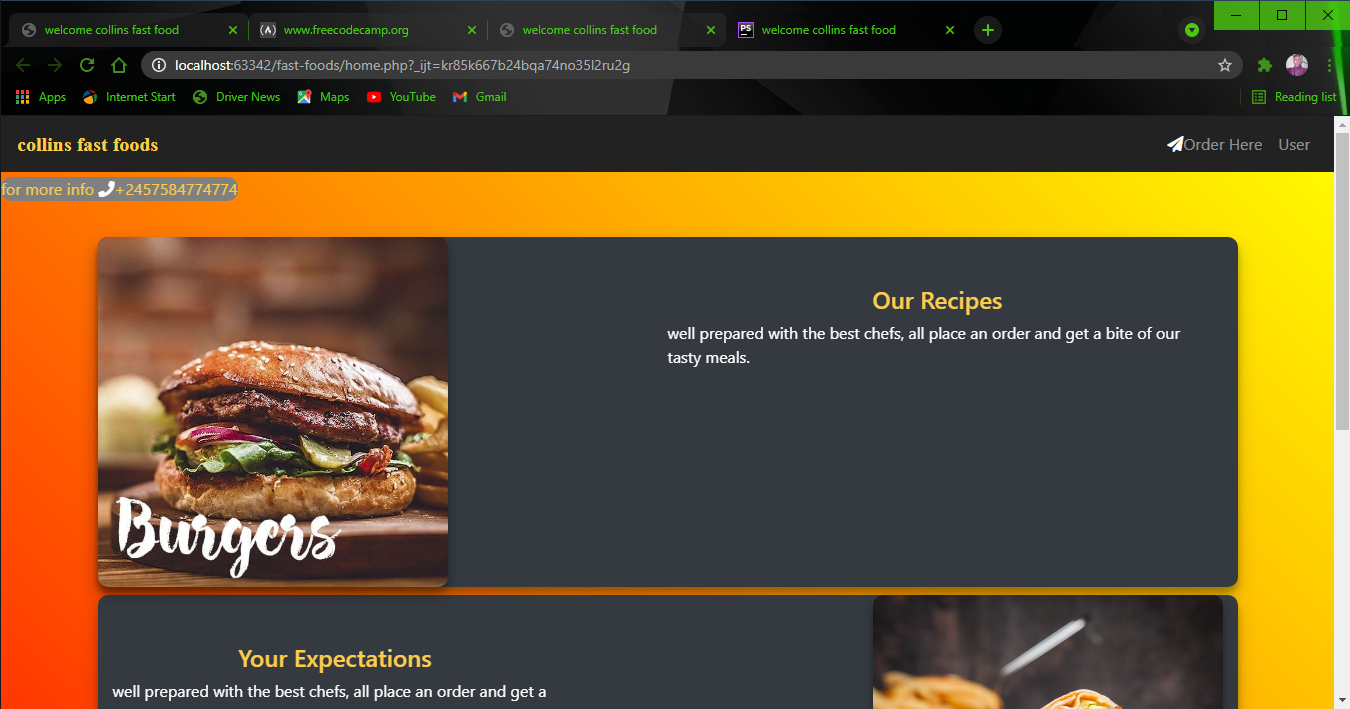 welcome collins fast food
www.freecodecamp.org
welcome collins fast food
PS welcome collins fast food
localhost:63342/fast-foods/home.php?_ijt=kr85k667b24bqa74no35l2ru2g
Apps Internet Start Driver News Maps YouTube Gmail Reading list
collins fast foods Order Here User
for more info +2457584774774
Our Recipes
well prepared with the best chefs, all place an order and get a bite of our
tasty meals.
Burgers
Your Expectations
well prepared with the best chefs, all place an order and get a